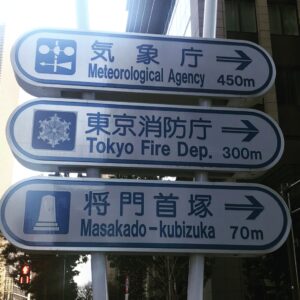 気象庁
Meteorological Agency 450m
東京消防庁
Tokyo Fire Dep. 300m
将門首塚
Masakado-kubizuka 70m